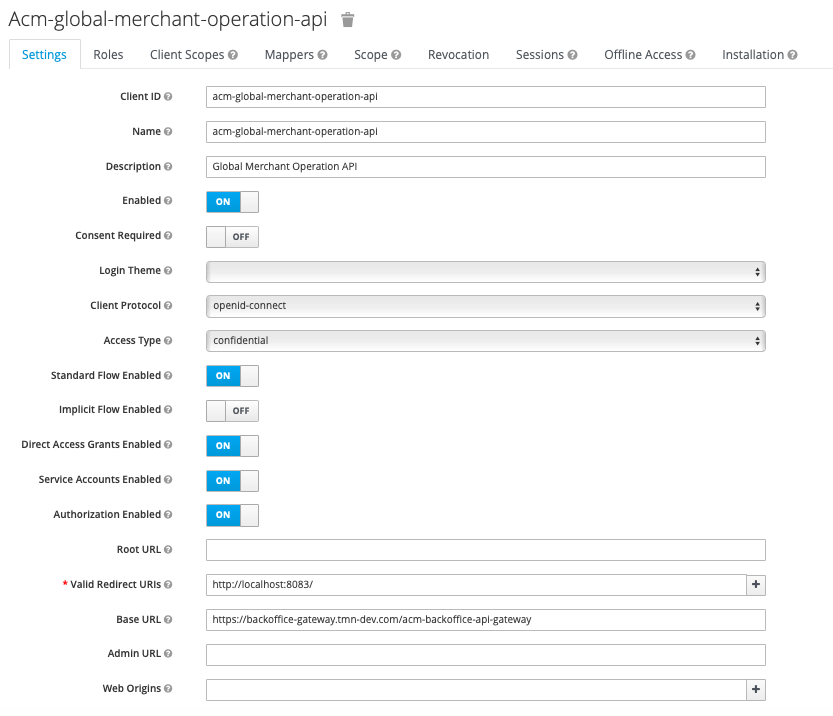 Acm-global-merchant-operation-api
Settings Roles Client Scopes Mappers Scope Revocation Sessions Offline Access Installation
Client ID acm-global-merchant-operation-api
Name acm-global-merchant-operation-api
Description Global Merchant Operation API
Enabled ON
Consent Required OFF
Login Theme
Client Protocol openid-connect
Access Type confidential
Standard Flow Enabled ON
Implicit Flow Enabled OFF
Direct Access Grants Enabled ON
Service Accounts Enabled ON
Authorization Enabled ON
Root URL
* Valid Redirect URIs http://localhost:8083/ +
Base URL https://backoffice-gateway.tmn-dev.com/acm-backoffice-api-gateway
Admin URL
Web Origins +